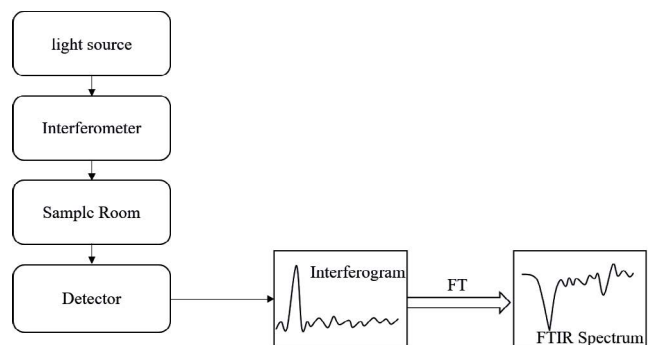 light source
Interferometer
Sample Room
Detector
Interferogram
FT
FTIR Spectrum